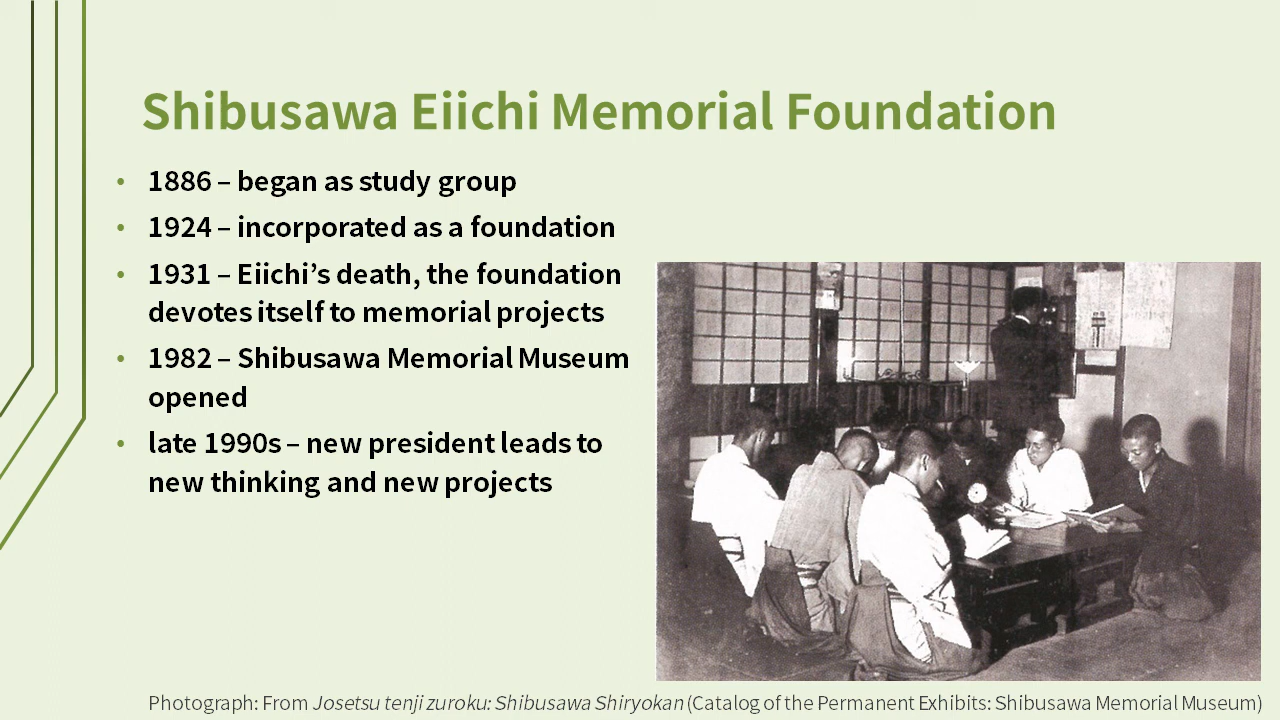 Shibusawa Eiichi Memorial Foundation
• 1886 – began as study group
• 1924 – incorporated as a foundation
• 1931 – Eiichi’s death, the foundation
devotes itself to memorial projects
• 1982 – Shibusawa Memorial Museum
opened
• late 1990s – new president leads to
new thinking and new projects
Photograph: From Josetsu tenji zuroku: Shibusawa Shiryokan (Catalog of the Permanent Exhibits: Shibusawa Memorial Museum)